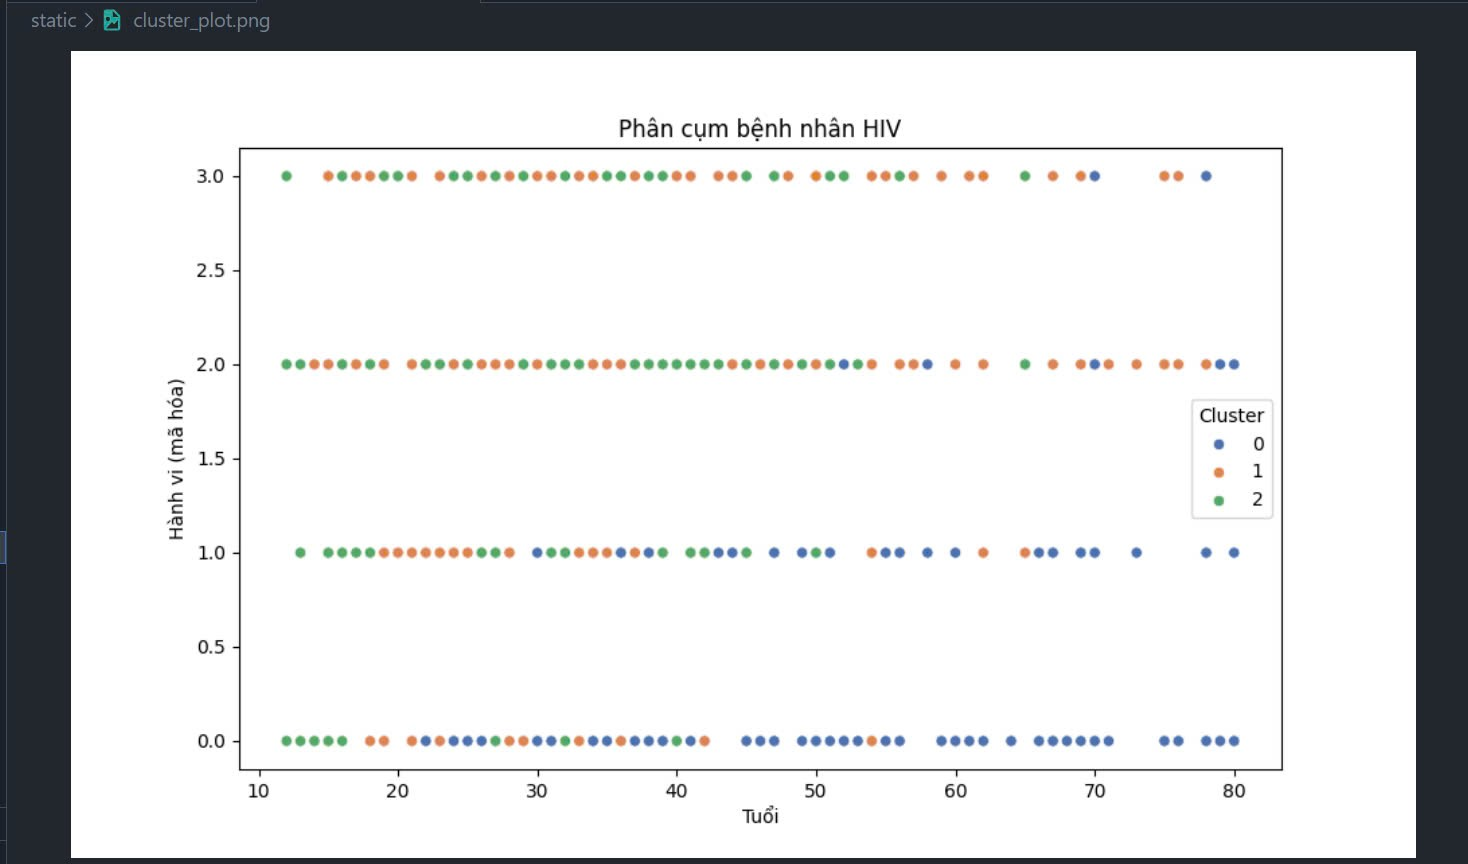 static > cluster_plot.png
Phân cụm bệnh nhân HIV
3.0
2.5
2.0
1.5
1.0
0.5
0.0
Hành vi (mã hóa)
Cluster
0
1
2
10 20 30 40 50 60 70 80
Tuổi